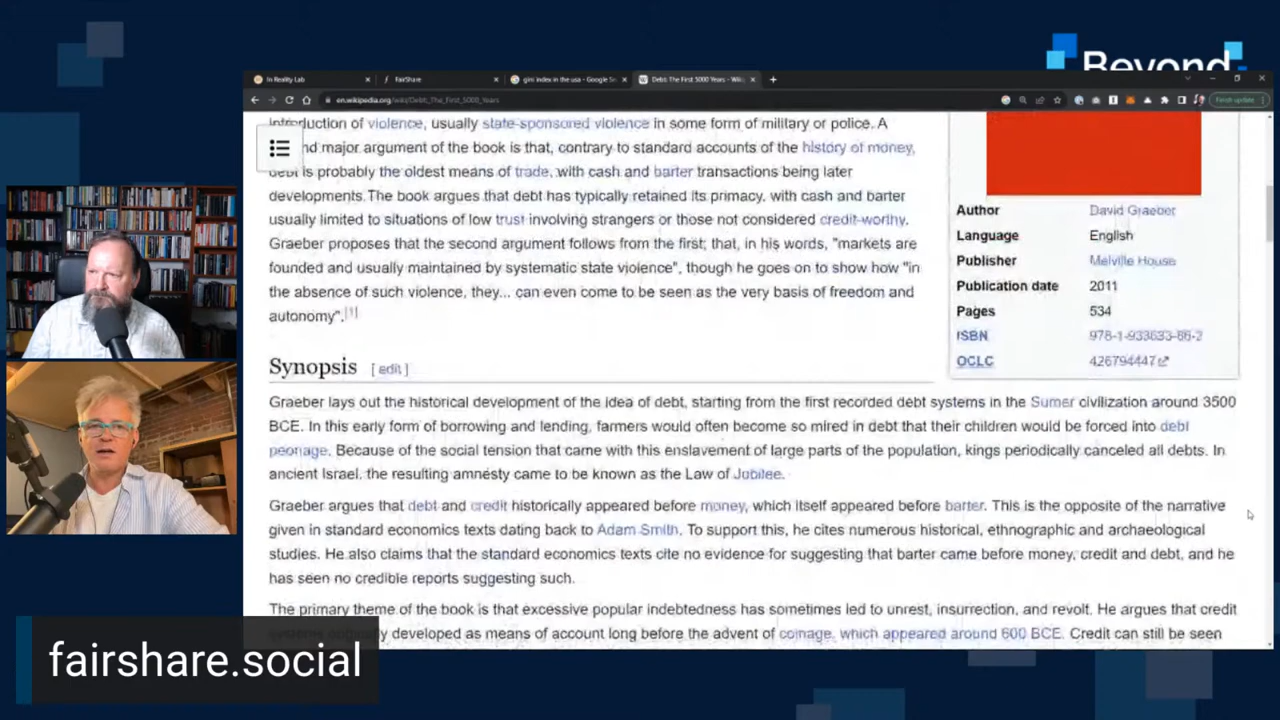 Beyond
In Reality Lab
FairShare
gini index in the usa - Google Se
Debt: The First 5000 Years - Wiki
en.wikipedia.org/wiki/Debt:_The_First_5000_Years
Finish update
introduction of violence, usually state-sponsored violence in some form of military or police. A
nd major argument of the book is that, contrary to standard accounts of the history of money,
debt is probably the oldest means of trade, with cash and barter transactions being later
developments. The book argues that debt has typically retained its primacy, with cash and barter
usually limited to situations of low trust involving strangers or those not considered credit-worthy.
Graeber proposes that the second argument follows from the first; that, in his words, "markets are
founded and usually maintained by systematic state violence", though he goes on to show how "in
the absence of such violence, they... can even come to be seen as the very basis of freedom and
autonomy".[1]
Author David Graeber
Language English
Publisher Melville House
Publication date 2011
Pages 534
ISBN 978-1-933633-86-2
OCLC 426794447
Synopsis [ edit ]
Graeber lays out the historical development of the idea of debt, starting from the first recorded debt systems in the Sumer civilization around 3500
BCE. In this early form of borrowing and lending, farmers would often become so mired in debt that their children would be forced into debt
peonage. Because of the social tension that came with this enslavement of large parts of the population, kings periodically canceled all debts. In
ancient Israel, the resulting amnesty came to be known as the Law of Jubilee.
Graeber argues that debt and credit historically appeared before money, which itself appeared before barter. This is the opposite of the narrative
given in standard economics texts dating back to Adam Smith. To support this, he cites numerous historical, ethnographic and archaeological
studies. He also claims that the standard economics texts cite no evidence for suggesting that barter came before money, credit and debt, and he
has seen no credible reports suggesting such.
The primary theme of the book is that excessive popular indebtedness has sometimes led to unrest, insurrection, and revolt. He argues that credit
developed as means of account long before the advent of coinage, which appeared around 600 BCE. Credit can still be seen
fairshare.social